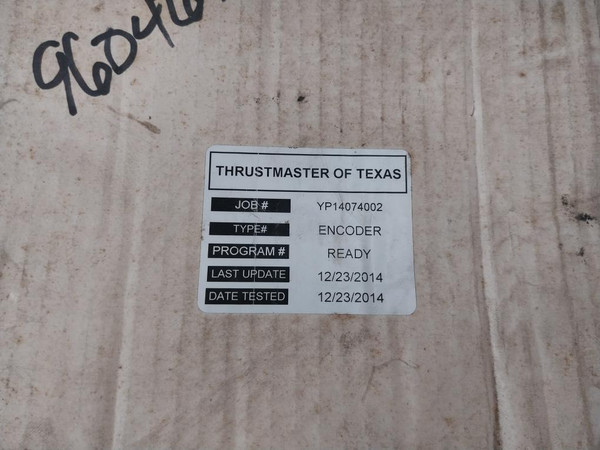 THRUSTMASTER OF TEXAS
JOB # YP14074002
TYPE# ENCODER
PROGRAM # READY
LAST UPDATE 12/23/2014
DATE TESTED 12/23/2014